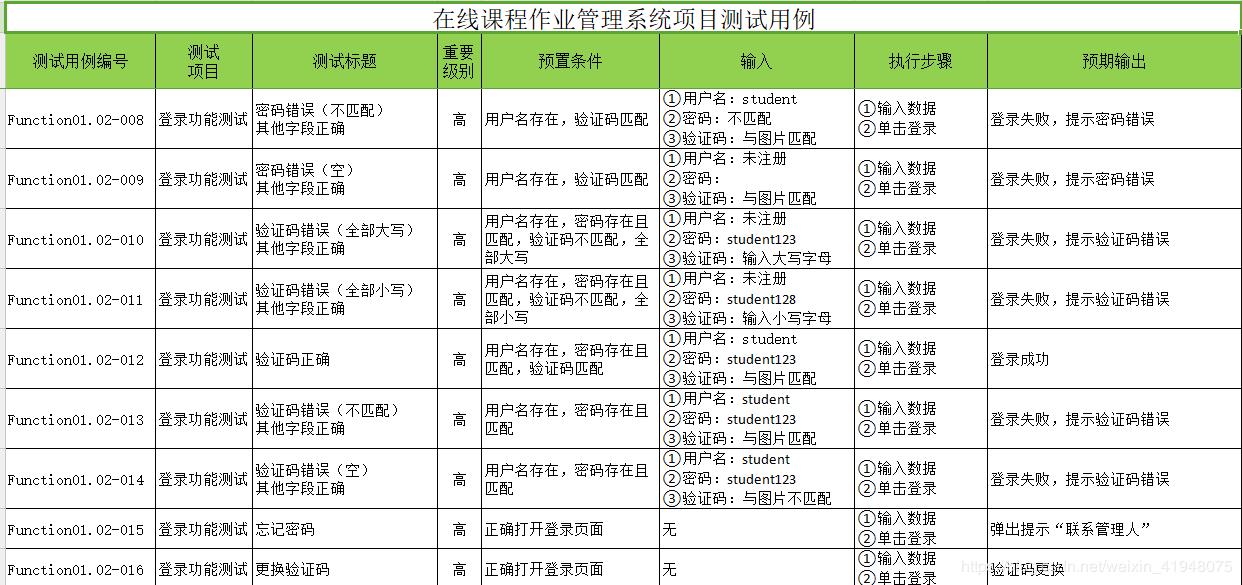 在线课程作业管理系统项目测试用例
测试用例编号 测试项目 测试标题 重要级别 预置条件 输入 执行步骤 预期输出
Function01.02-008 登录功能测试 密码错误（不匹配） 其他字段正确 高 用户名存在，验证码匹配 ①用户名：student ②密码：不匹配 ③验证码：与图片匹配 ①输入数据 ②单击登录 登录失败，提示密码错误
Function01.02-009 登录功能测试 密码错误（空） 其他字段正确 高 用户名存在，验证码匹配 ①用户名：未注册 ②密码： ③验证码：与图片匹配 ①输入数据 ②单击登录 登录失败，提示密码错误
Function01.02-010 登录功能测试 验证码错误（全部大写） 其他字段正确 高 用户名存在，密码存在且匹配，验证码不匹配，全部大写 ①用户名：未注册 ②密码：student123 ③验证码：输入大写字母 ①输入数据 ②单击登录 登录失败，提示验证码错误
Function01.02-011 登录功能测试 验证码错误（全部小写） 其他字段正确 高 用户名存在，密码存在且匹配，验证码不匹配，全部小写 ①用户名：未注册 ②密码：student128 ③验证码：输入小写字母 ①输入数据 ②单击登录 登录失败，提示验证码错误
Function01.02-012 登录功能测试 验证码正确 高 用户名存在，密码存在且匹配，验证码匹配 ①用户名：student ②密码：student123 ③验证码：与图片匹配 ①输入数据 ②单击登录 登录成功
Function01.02-013 登录功能测试 验证码错误（不匹配） 其他字段正确 高 用户名存在，密码存在且匹配 ①用户名：student ②密码：student123 ③验证码：与图片匹配 ①输入数据 ②单击登录 登录失败，提示验证码错误
Function01.02-014 登录功能测试 验证码错误（空） 其他字段正确 高 用户名存在，密码存在且匹配 ①用户名：student ②密码：student123 ③验证码：与图片不匹配 ①输入数据 ②单击登录 登录失败，提示验证码错误
Function01.02-015 登录功能测试 忘记密码 高 正确打开登录页面 无 ①输入数据 ②单击登录 弹出提示“联系管理人”
Function01.02-016 登录功能测试 更换验证码 高 正确打开登录页面 无 ①输入数据 ②单击登录 验证码更换
weixin_41948075